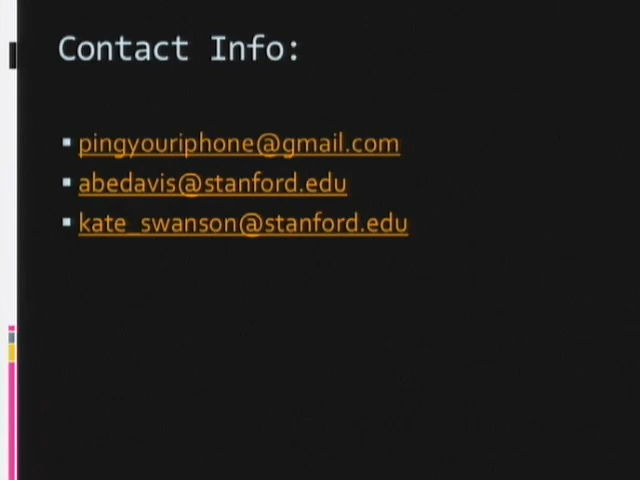 Contact Info:
pingyouriphone@gmail.com
abedavis@stanford.edu
kate_swanson@stanford.edu